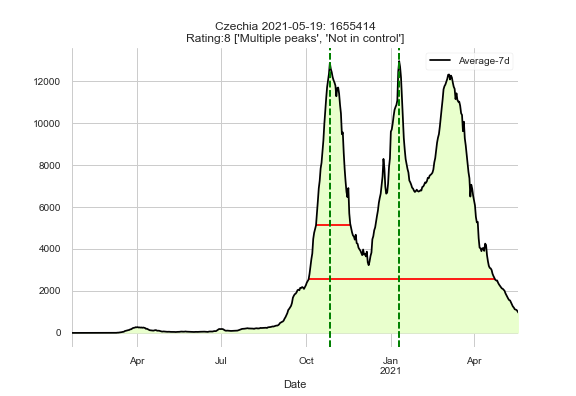 Czechia 2021-05-19: 1655414
Rating:8 ['Multiple peaks', 'Not in control']
Average-7d
12000
10000
8000
6000
4000
2000
0
Apr Jul Oct Jan Apr
2021
Date